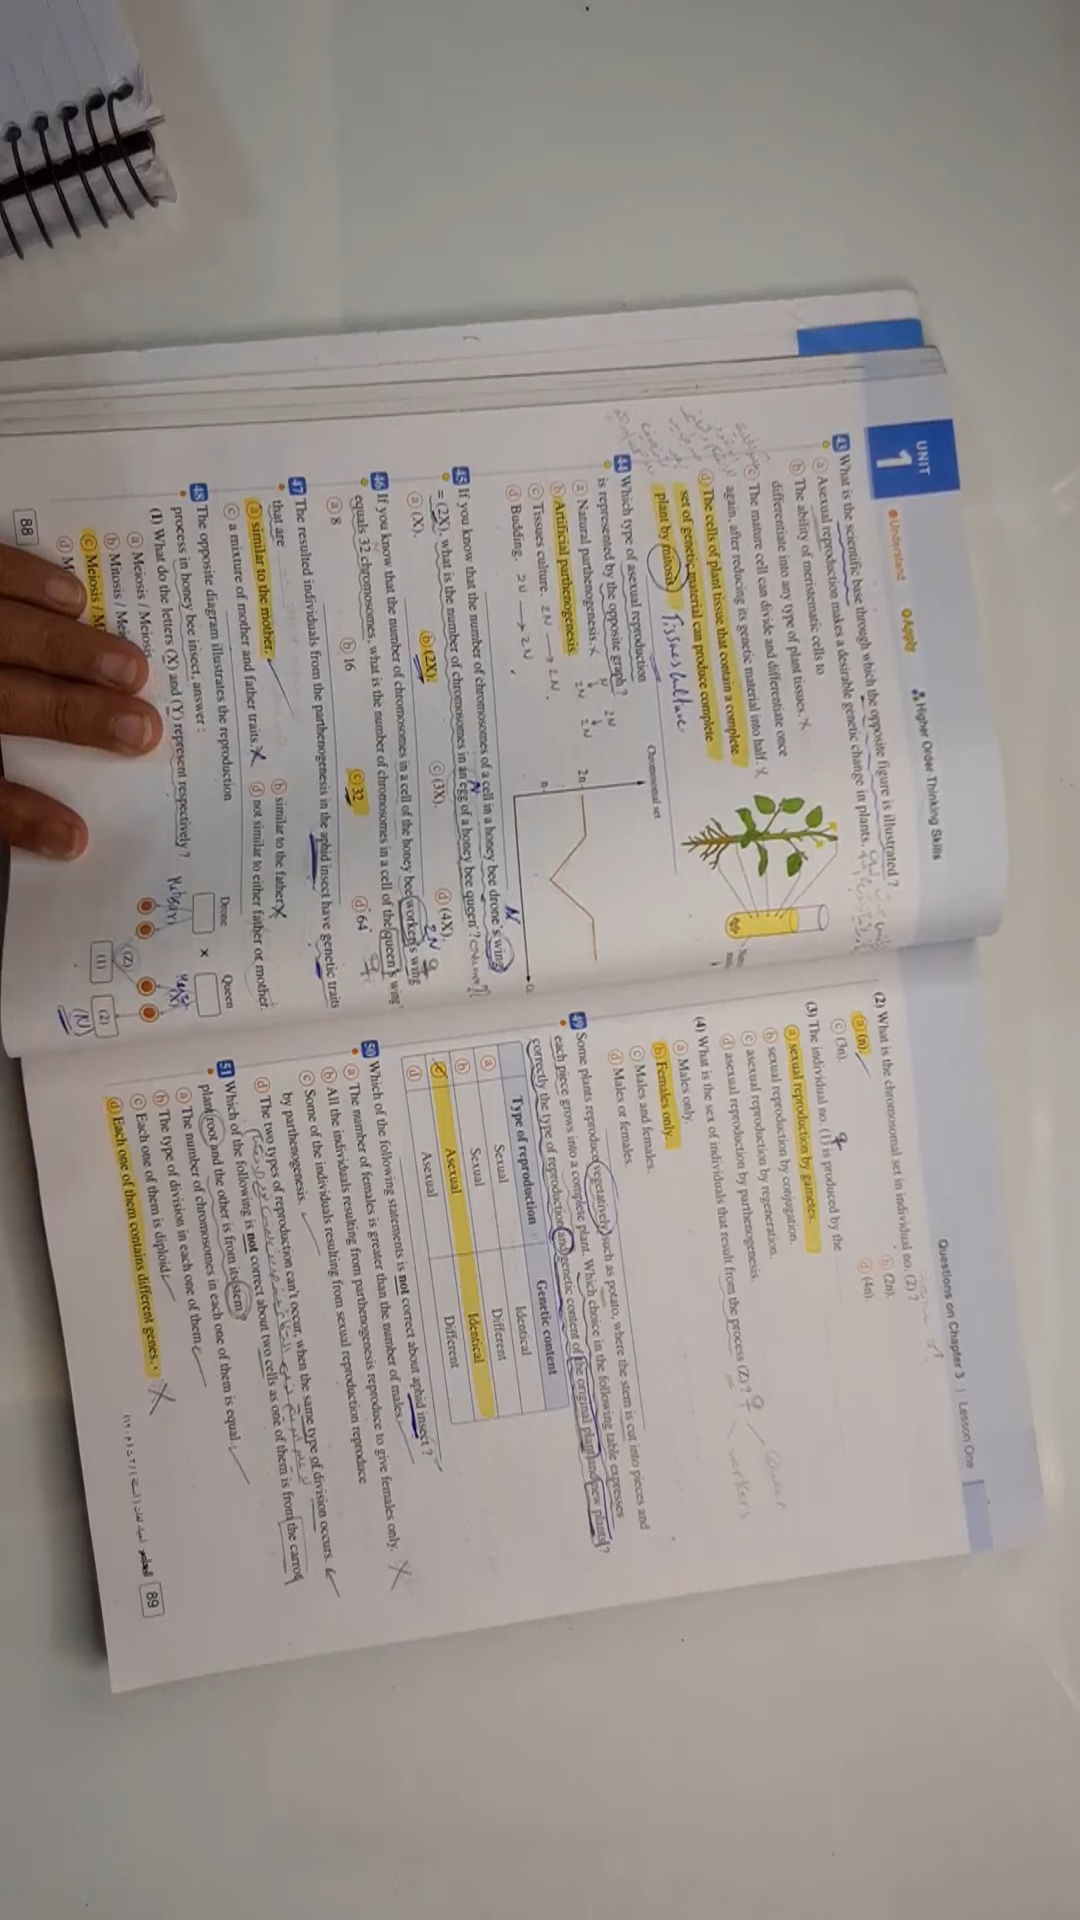 UNIT
1
Understand
Apply
Higher Order Thinking Skills
43 What is the scientific base through which the opposite figure is illustrated ?
a Asexual reproduction makes a desirable genetic change in plants.
b The ability of meristematic cells to
differentiate into any type of plant tissues. X
c The mature cell can divide and differentiate once
again, after reducing its genetic material into half. X
d The cells of plant tissue that contain a complete
set of genetic material can produce complete
plant by mitosis.
44 Which type of asexual reproduction
is represented by the opposite graph ?
Chromosomal set
2n
n
a Natural parthenogenesis. X
b Artificial parthenogenesis.
c Tissues culture. 2N → 2N.
d Budding. 2N → 2N
N 2N
2N 2N
45 If you know that the number of chromosomes of a cell in a honey bee drone's wing
= (2X), what is the number of chromosomes in an egg of a honey bee queen ?
N
N
a (X).
b (2X).
c (3X).
d (4X).
46 If you know that the number of chromosomes in a cell of the honey bee worker's wing
equals 32 chromosomes, what is the number of chromosomes in a cell of the queen's wing
2N ♀
a 8
b 16
c 32
d 64
47 The resulted individuals from the parthenogenesis in the aphid insect have genetic traits
that are
a similar to the mother.
b similar to the father. X
c a mixture of mother and father traits. X
d not similar to either father or mother.
48 The opposite diagram illustrates the reproduction
process in honey bee insect, answer :
(1) What do the letters (X) and (Y) represent respectively ?
a Meiosis / Meiosis
b Mitosis / Me
c Meiosis / M
d M
Drone
×
Queen
(X)
(Z)
(1)
(2)
(N)
88
Questions on Chapter 3 | Lesson One
(2) What is the chromosomal set in individual no. (2) ?
a (n).
b (2n).
c (3n).
d (4n).
(3) The individual no. (1) is produced by the
♀
a sexual reproduction by gametes.
b sexual reproduction by conjugation.
c asexual reproduction by regeneration.
d asexual reproduction by parthenogenesis.
(4) What is the sex of individuals that result from the process (Z) ? ♀
Queen
workers
a Males only.
b Females only.
c Males and females.
d Males or females.
49 Some plants reproduce vegetatively such as potato, where the stem is cut into pieces and
each piece grows into a complete plant. Which choice in the following table expresses
correctly the type of reproduction and genetic content of the original plant and new plants ?
Type of reproduction Genetic content
a Sexual Identical
b Sexual Different
c Asexual Identical
d Asexual Different
50 Which of the following statements is not correct about aphid insect ?
a The number of females is greater than the number of males.
b All the individuals resulting from parthenogenesis reproduce to give females only. X
c Some of the individuals resulting from sexual reproduction reproduce
by parthenogenesis.
d The two types of reproduction can't occur, when the same type of division occurs.
51 Which of the following is not correct about two cells as one of them is from the carrot
plant root and the other is from its stem ?
a The number of chromosomes in each one of them is equal.
b The type of division in each one of them
c Each one of them is diploid
d Each one of them contains different genes. X
89